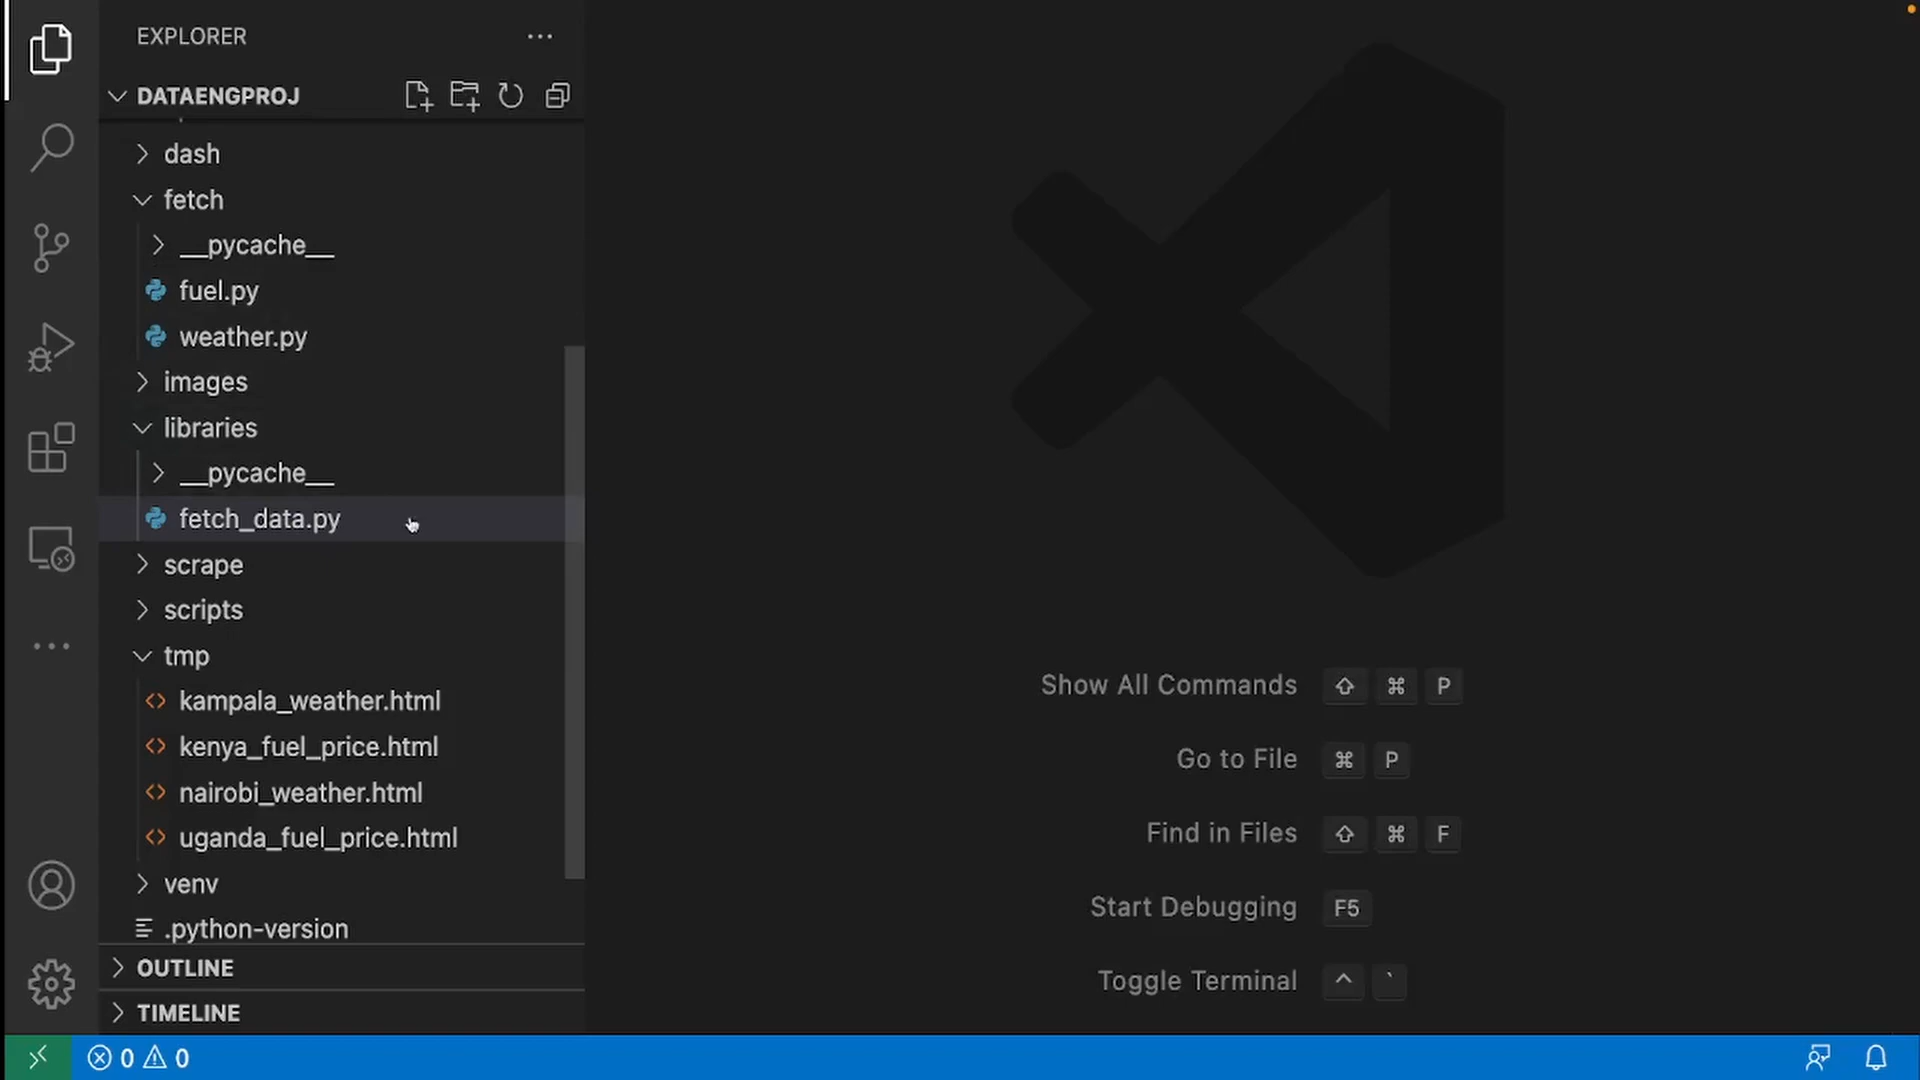 EXPLORER
DATAENGPROJ
dash
fetch
__pycache__
fuel.py
weather.py
images
libraries
__pycache__
fetch_data.py
scrape
scripts
tmp
kampala_weather.html
kenya_fuel_price.html
nairobi_weather.html
uganda_fuel_price.html
venv
.python-version
OUTLINE
TIMELINE
Show All Commands ⇧ ⌘ P
Go to File ⌘ P
Find in Files ⇧ ⌘ F
Start Debugging F5
Toggle Terminal ^ `
0 0